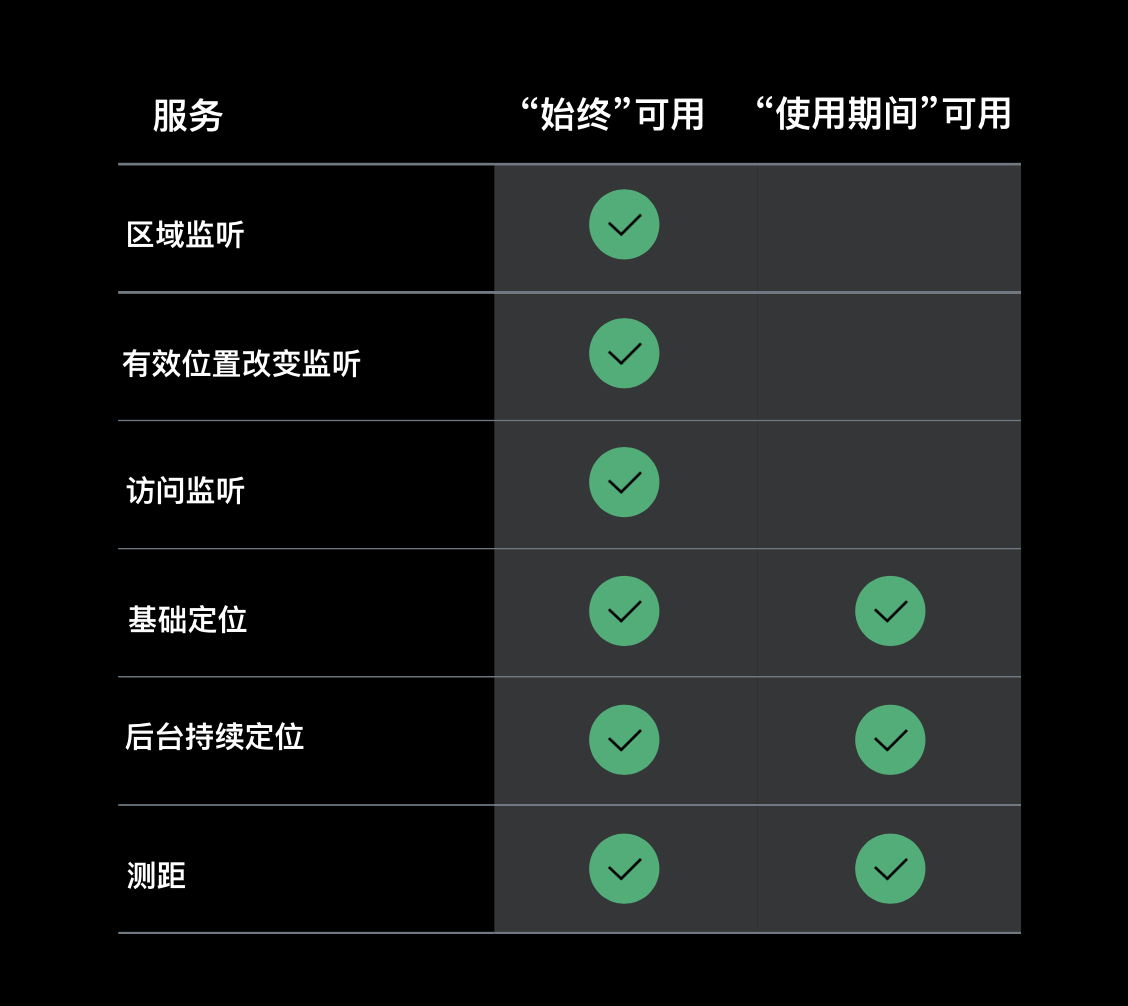 服务 “始终”可用 “使用期间”可用
区域监听
有效位置改变监听
访问监听
基础定位
后台持续定位
测距